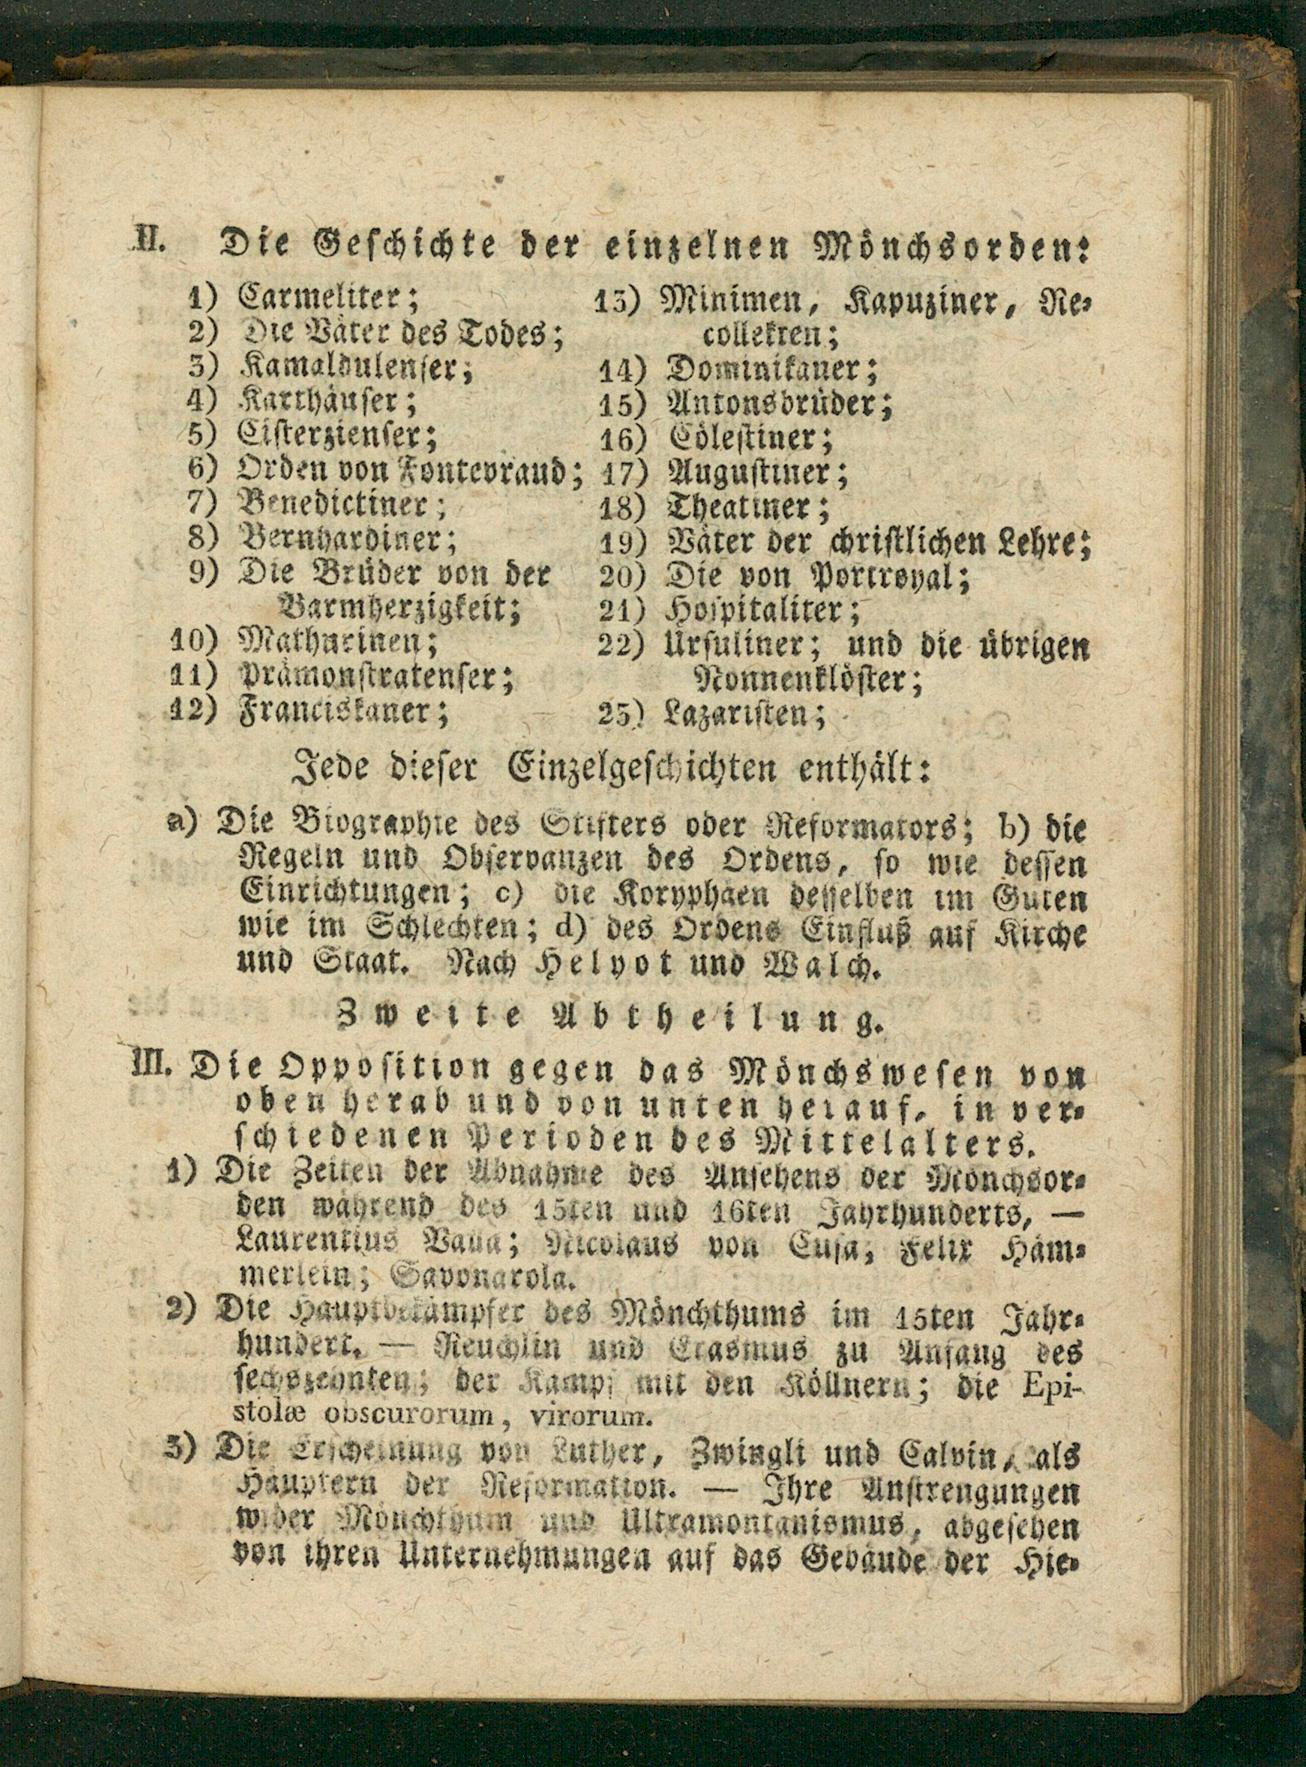 II. Die Geschichte der einzelnen Mönchsorden:
1) Carmeliter;
2) Die Väter des Todes;
3) Kamaldulenser;
4) Karthäuser;
5) Cisterzienser;
6) Orden von Fontevraud;
7) Benedictiner;
8) Bernhardiner;
9) Die Brüder von der
Barmherzigkeit;
10) Mathurinen;
11) Prämonstratenser;
12) Franciskaner;
13) Minimen, Kapuziner, Re-
collekten;
14) Dominikaner;
15) Antonsbrüder;
16) Cölestiner;
17) Augustiner;
18) Theatiner;
19) Väter der christlichen Lehre;
20) Die von Portroyal;
21) Hospitaliter;
22) Ursuliner; und die übrigen
Nonnenklöster;
23) Lazaristen;
Jede dieser Einzelgeschichten enthält:
a) Die Biographie des Stifters oder Reformators; b) die
Regeln und Observanzen des Ordens, so wie dessen
Einrichtungen; c) die Koryphäen desselben im Guten
wie im Schlechten; d) des Ordens Einfluß auf Kirche
und Staat. Nach Helyot und Walch.
Zweite Abtheilung.
III. Die Opposition gegen das Mönchswesen von
oben herab und von unten herauf, in ver-
schiedenen Perioden des Mittelalters.
1) Die Zeiten der Abnahme des Ansehens der Mönchsor-
den während des 15ten und 16ten Jahrhunderts, —
Laurentius Valla; Nicolaus von Cusa; Felix Häm-
merlein; Savonarola.
2) Die Hauptbekämpfer des Mönchthums im 15ten Jahr-
hundert. — Reuchlin und Erasmus zu Anfang des
sechszehnten; der Kampf mit den Köllnern; die Epi-
stolæ obscurorum, virorum.
3) Die Erscheinung von Luther, Zwingli und Calvin, als
Häuptern der Reformation. — Ihre Anstrengungen
wider Mönchthum und Ultramontanismus, abgesehen
von ihren Unternehmungen auf das Gebäude der Hie-